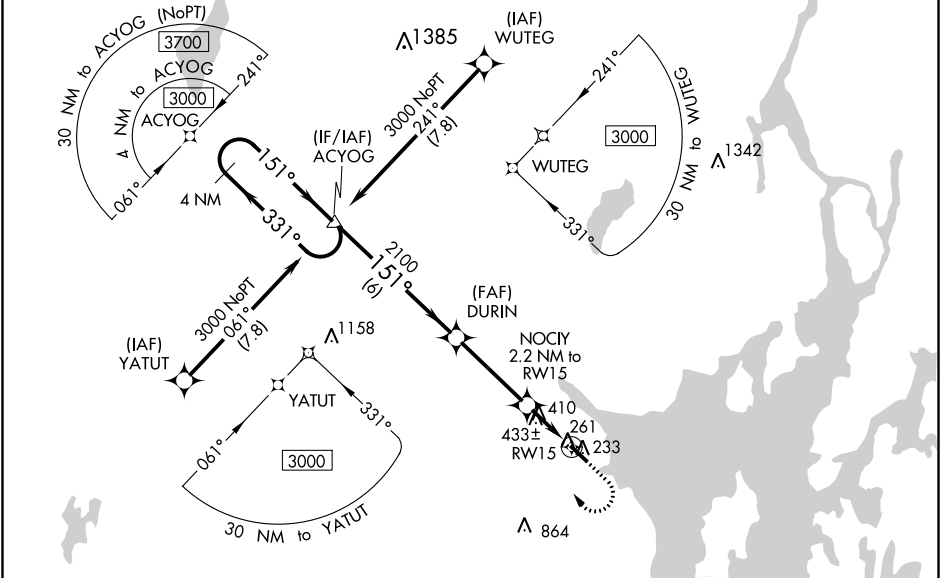 30 NM to ACYOG (NoPT)
3700
4 NM to ACYOG
3000
ACYOG
241°
061°
1385
(IAF)
WUTEG
3000 NoPT
241°
(7.8)
(IF/IAF)
ACYOG
151°
4 NM
331°
241°
3000
WUTEG
30 NM to WUTEG
331°
1342
2100
151°
(6)
(FAF)
DURIN
3000 NoPT
061°
(7.8)
(IAF)
YATUT
1158
YATUT
331°
061°
3000
30 NM to YATUT
NOCIY
2.2 NM to
RW15
410
433±
261
RW15
233
864